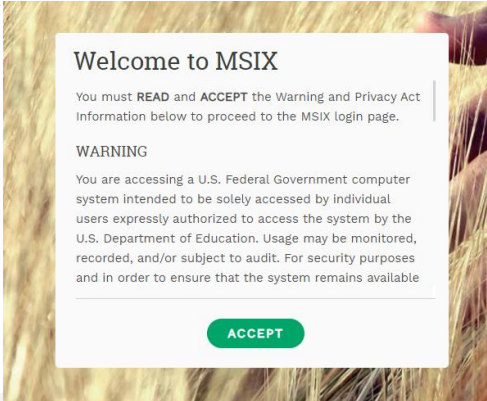 Welcome to MSIX
You must READ and ACCEPT the Warning and Privacy Act
Information below to proceed to the MSIX login page.
WARNING
You are accessing a U.S. Federal Government computer
system intended to be solely accessed by individual
users expressly authorized to access the system by the
U.S. Department of Education. Usage may be monitored,
recorded, and/or subject to audit. For security purposes
and in order to ensure that the system remains available
ACCEPT